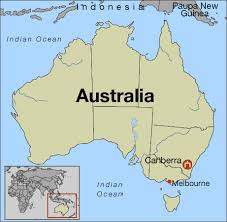 Indonesia
Paupa New
Guinea
Indian Ocean
Australia
Canberra
Melbourne
Indian Ocean